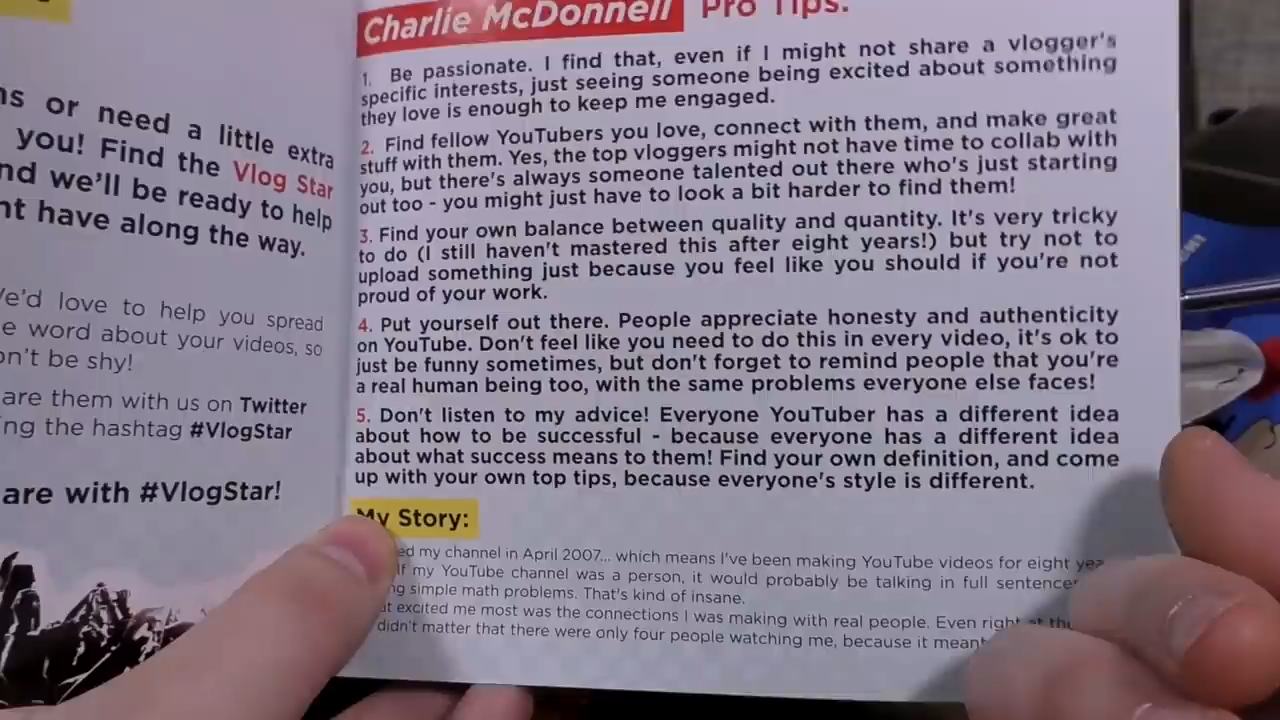 ns or need a little extra
you! Find the Vlog Star
nd we'll be ready to help
nt have along the way.
We'd love to help you spread
e word about your videos, so
on't be shy!
are them with us on Twitter
ing the hashtag #VlogStar
are with #VlogStar!
Charlie McDonnell Pro Tips:
1. Be passionate. I find that, even if I might not share a vlogger's
specific interests, just seeing someone being excited about something
they love is enough to keep me engaged.
2. Find fellow YouTubers you love, connect with them, and make great
stuff with them. Yes, the top vloggers might not have time to collab with
you, but there's always someone talented out there who's just starting
out too - you might just have to look a bit harder to find them!
3. Find your own balance between quality and quantity. It's very tricky
to do (I still haven't mastered this after eight years!) but try not to
upload something just because you feel like you should if you're not
proud of your work.
4. Put yourself out there. People appreciate honesty and authenticity
on YouTube. Don't feel like you need to do this in every video, it's ok to
just be funny sometimes, but don't forget to remind people that you're
a real human being too, with the same problems everyone else faces!
5. Don't listen to my advice! Everyone YouTuber has a different idea
about how to be successful - because everyone has a different idea
about what success means to them! Find your own definition, and come
up with your own top tips, because everyone's style is different.
My Story:
ed my channel in April 2007... which means I've been making YouTube videos for eight yea
If my YouTube channel was a person, it would probably be talking in full sentences
ng simple math problems. That's kind of insane.
at excited me most was the connections I was making with real people. Even right at the
didn't matter that there were only four people watching me, because it meant